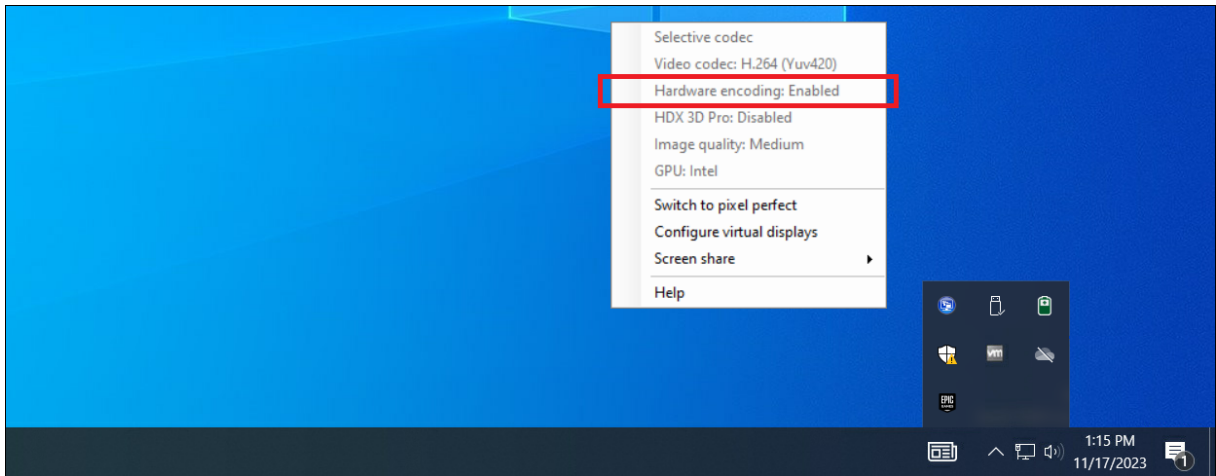 Selective codec
Video codec: H.264 (Yuv420)
Hardware encoding: Enabled
HDX 3D Pro: Disabled
Image quality: Medium
GPU: Intel
Switch to pixel perfect
Configure virtual displays
Screen share
Help
vm
EPIC
1:15 PM
11/17/2023
1